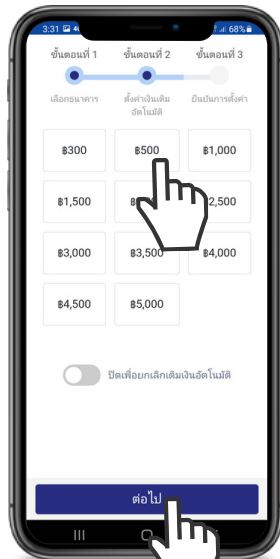 3:31
68%
ขั้นตอนที่ 1 ขั้นตอนที่ 2 ขั้นตอนที่ 3
เลือกธนาคาร ตั้งค่าเงินเติม ยืนยันการตั้งค่า
อัตโนมัติ
฿300 ฿500 ฿1,000
฿1,500 2,500
฿3,000 ฿3,500 ฿4,000
฿4,500 ฿5,000
ปิดเพื่อยกเลิกเติมเงินอัตโนมัติ
ต่อไป